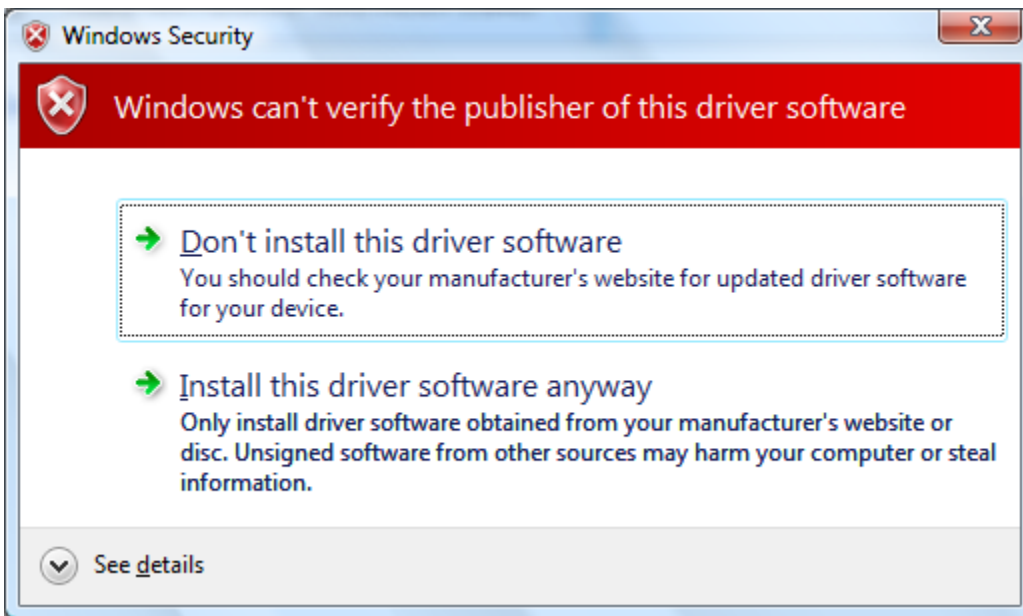 Windows Security
Windows can't verify the publisher of this driver software
Don't install this driver software
You should check your manufacturer's website for updated driver software
for your device.
Install this driver software anyway
Only install driver software obtained from your manufacturer's website or
disc. Unsigned software from other sources may harm your computer or steal
information.
See details